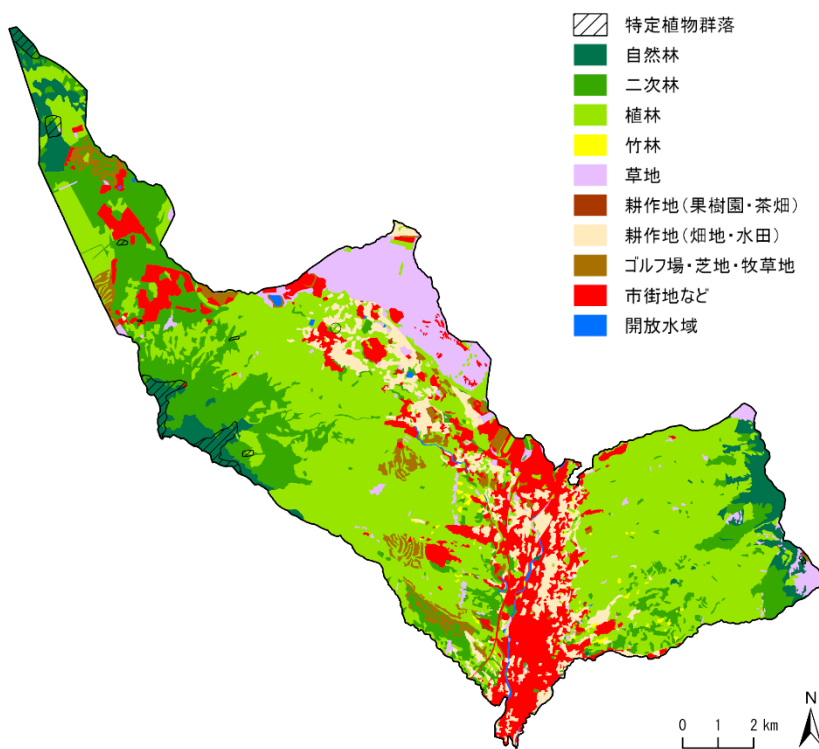 特定植物群落
自然林
二次林
植林
竹林
草地
耕作地(果樹園・茶畑)
耕作地(畑地・水田)
ゴルフ場・芝地・牧草地
市街地など
開放水域
N
0 1 2 km